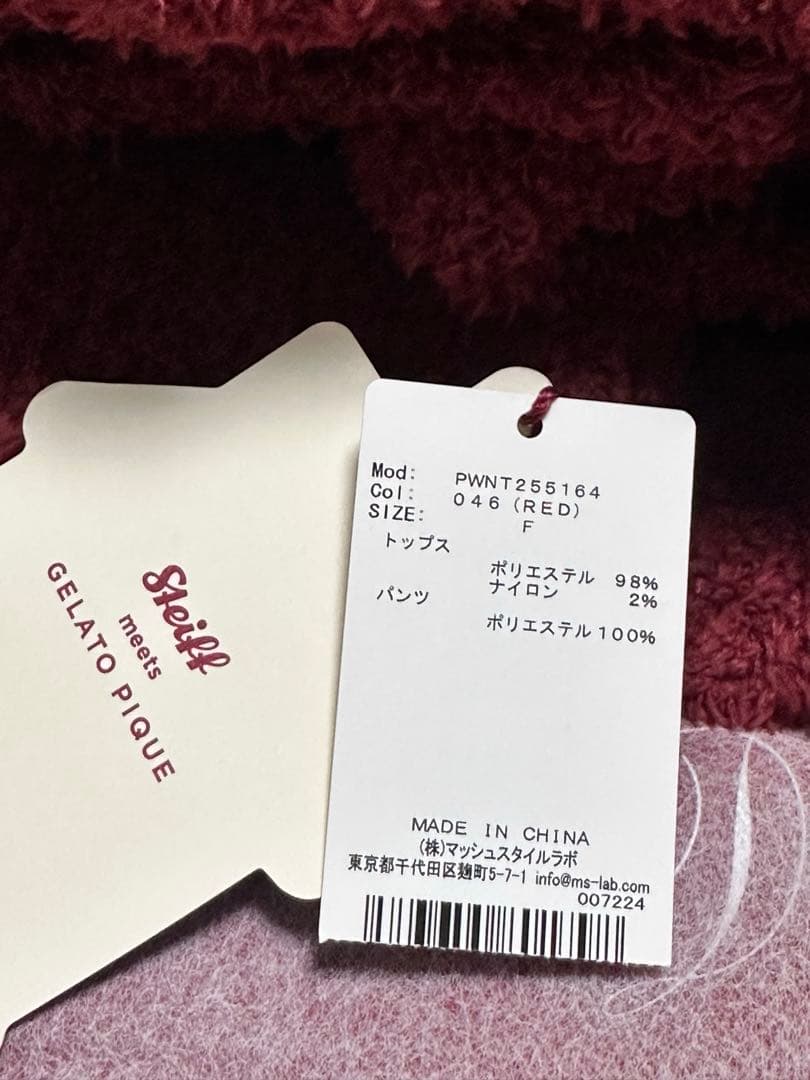 Steiff
meets
GELATO PIQUE
Mod: PWNT255164
Col: 046 (RED)
SIZE: F
トップス
ポリエステル 98%
ナイロン 2%
パンツ
ポリエステル 100%
MADE IN CHINA
(株)マッシュスタイルラボ
東京都千代田区麹町5-7-1 info@ms-lab.com
007224